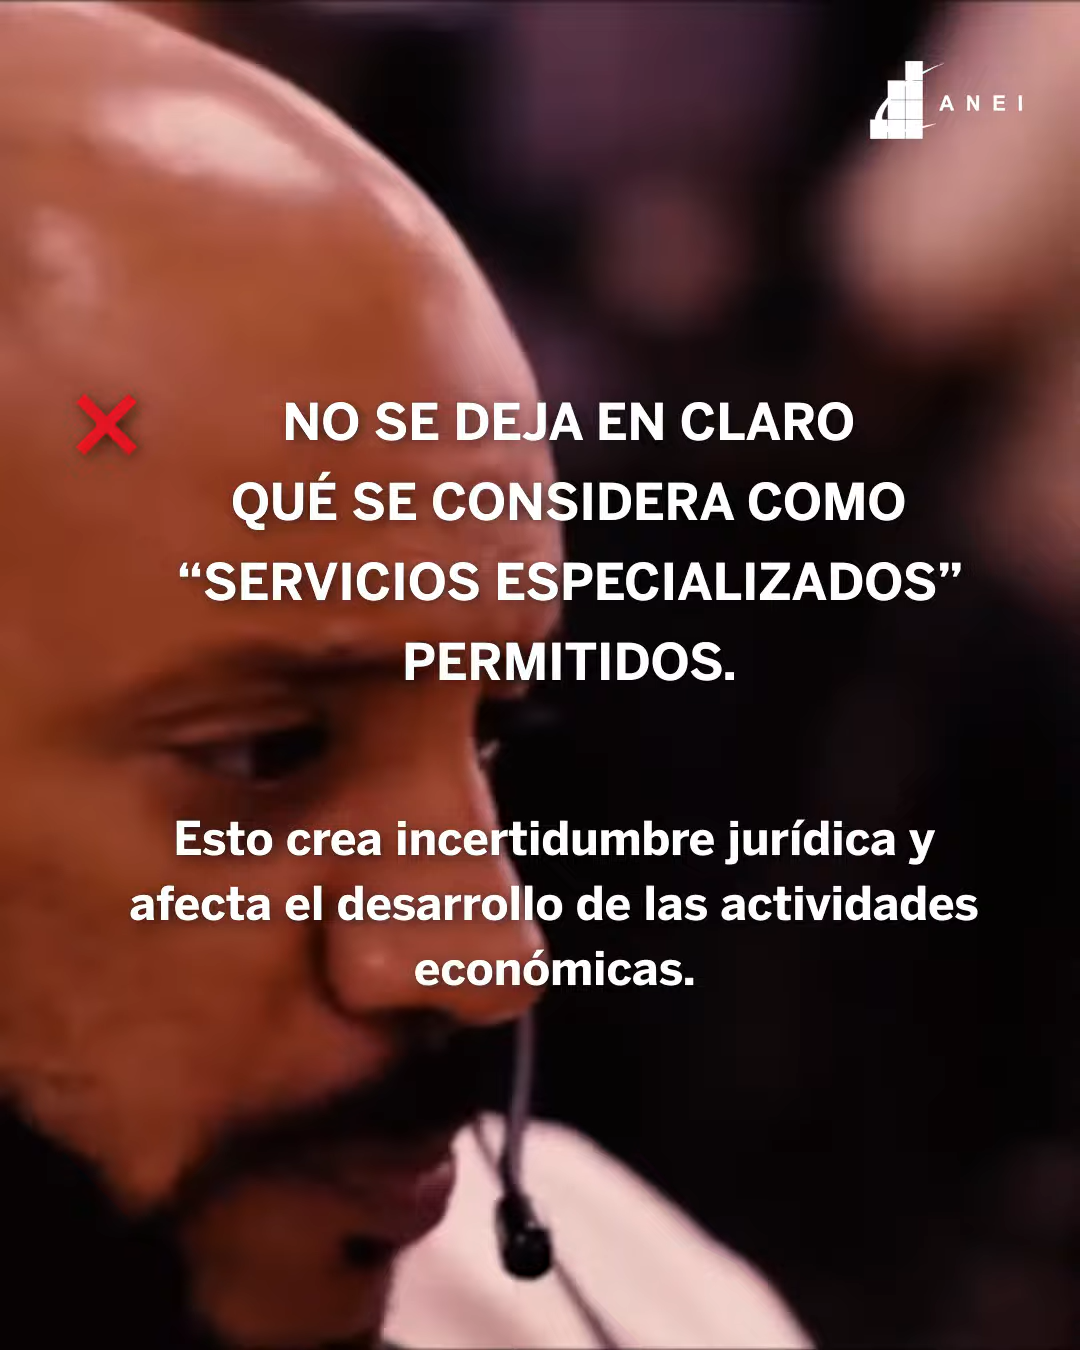 ANEI
NO SE DEJA EN CLARO
QUÉ SE CONSIDERA COMO
“SERVICIOS ESPECIALIZADOS”
PERMITIDOS.
Esto crea incertidumbre jurídica y
afecta el desarrollo de las actividades
económicas.